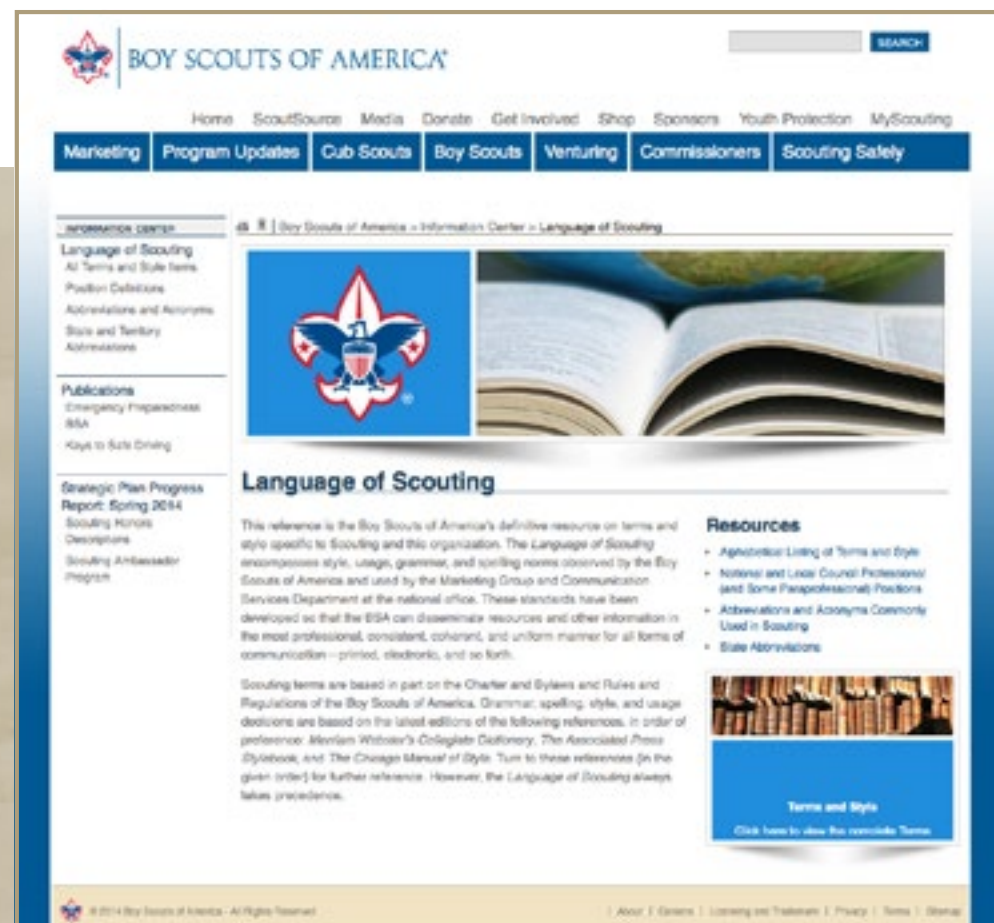 BOY SCOUTS OF AMERICA®
SEARCH
Home ScoutSource Media Donate Get Involved Shop Sponsors Youth Protection MyScouting
Marketing Program Updates Cub Scouts Boy Scouts Venturing Commissioners Scouting Safely
INFORMATION CENTER
Boy Scouts of America > Information Center > Language of Scouting
Language of Scouting
All Terms and Style Items
Position Definitions
Abbreviations and Acronyms
State and Territory
Abbreviations
Publications
Emergency Preparedness
BSA
Keys to Safe Driving
Strategic Plan Progress
Report: Spring 2014
Scouting Honors
Descriptions
Scouting Ambassador
Program
®
Language of Scouting
This reference is the Boy Scouts of America's definitive resource on terms and
style specific to Scouting and this organization. The Language of Scouting
encompasses style, usage, grammar, and spelling norms observed by the Boy
Scouts of America and used by the Marketing Group and Communication
Services Department at the national office. These standards have been
developed so that the BSA can disseminate resources and other information in
the most professional, consistent, coherent, and uniform manner for all forms of
communication – printed, electronic, and so forth.
Scouting terms are based in part on the Charter and Bylaws and Rules and
Regulations of the Boy Scouts of America. Grammar, spelling, style, and usage
decisions are based on the latest editions of the following references, in order of
preference: Merriam Webster's Collegiate Dictionary, The Associated Press
Stylebook, and The Chicago Manual of Style. Turn to these references (in the
given order) for further reference. However, the Language of Scouting always
takes precedence.
Resources
Alphabetical Listing of Terms and Style
National and Local Council Professional
(and Some Paraprofessional) Positions
Abbreviations and Acronyms Commonly
Used in Scouting
State Abbreviations
Terms and Style
Click here to view the complete Terms
© 2014 Boy Scouts of America - All Rights Reserved
| About | Careers | Licensing and Trademark | Privacy | Terms | Sitemap